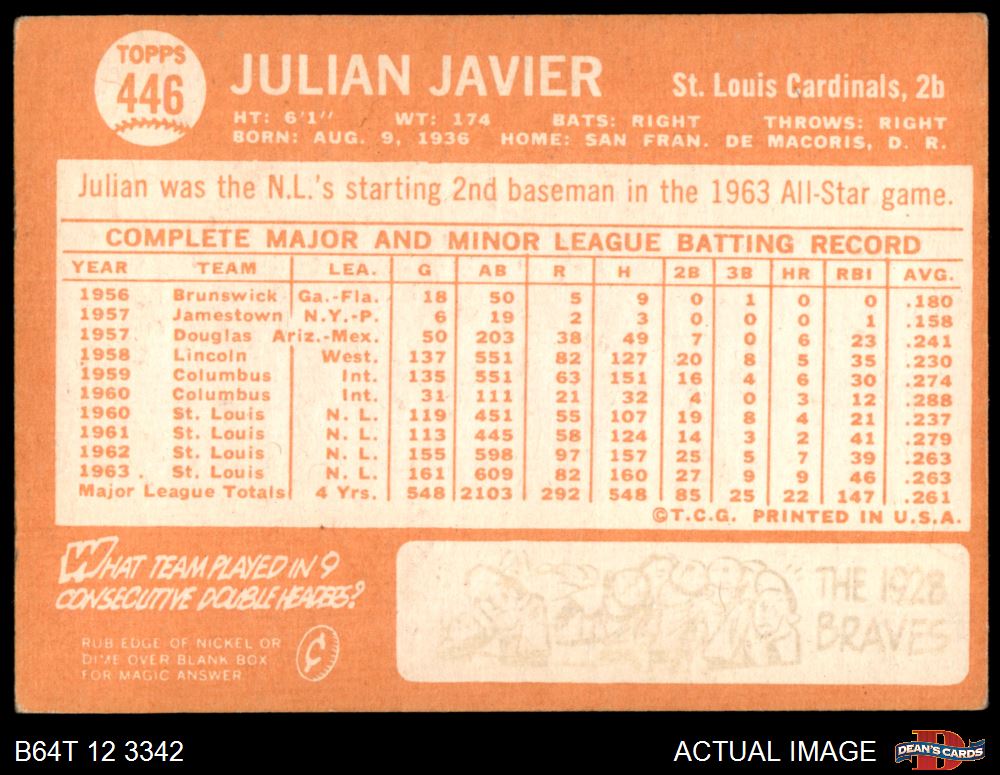 TOPPS
446
JULIAN JAVIER
St. Louis Cardinals, 2b
HT: 6'1" WT: 174 BATS: RIGHT THROWS: RIGHT
BORN: AUG. 9, 1936 HOME: SAN FRAN. DE MACORIS, D. R.
Julian was the N.L.'s starting 2nd baseman in the 1963 All-Star game.
COMPLETE MAJOR AND MINOR LEAGUE BATTING RECORD
YEAR TEAM LEA. G AB R H 2B 3B HR RBI AVG.
1956 Brunswick Ga.-Fla. 18 50 5 9 0 1 0 0 .180
1957 Jamestown N.Y.-P. 6 19 2 3 0 0 0 1 .158
1957 Douglas Ariz.-Mex. 50 203 38 49 7 0 6 23 .241
1958 Lincoln West. 137 551 82 127 20 8 5 35 .230
1959 Columbus Int. 135 551 63 151 16 4 6 30 .274
1960 Columbus Int. 31 111 21 32 4 0 3 12 .288
1960 St. Louis N. L. 119 451 55 107 19 8 4 21 .237
1961 St. Louis N. L. 113 445 58 124 14 3 2 41 .279
1962 St. Louis N. L. 155 598 97 157 25 5 7 39 .263
1963 St. Louis N. L. 161 609 82 160 27 9 9 46 .263
Major League Totals 4 Yrs. 548 2103 292 548 85 25 22 147 .261
©T.C.G. PRINTED IN U.S.A.
WHAT TEAM PLAYED IN 9
CONSECUTIVE DOUBLE HEADERS?
RUB EDGE OF NICKEL OR
DIME OVER BLANK BOX
FOR MAGIC ANSWER
¢
THE 1928
BRAVES
B64T 12 3342
ACTUAL IMAGE
DEAN'S CARDS